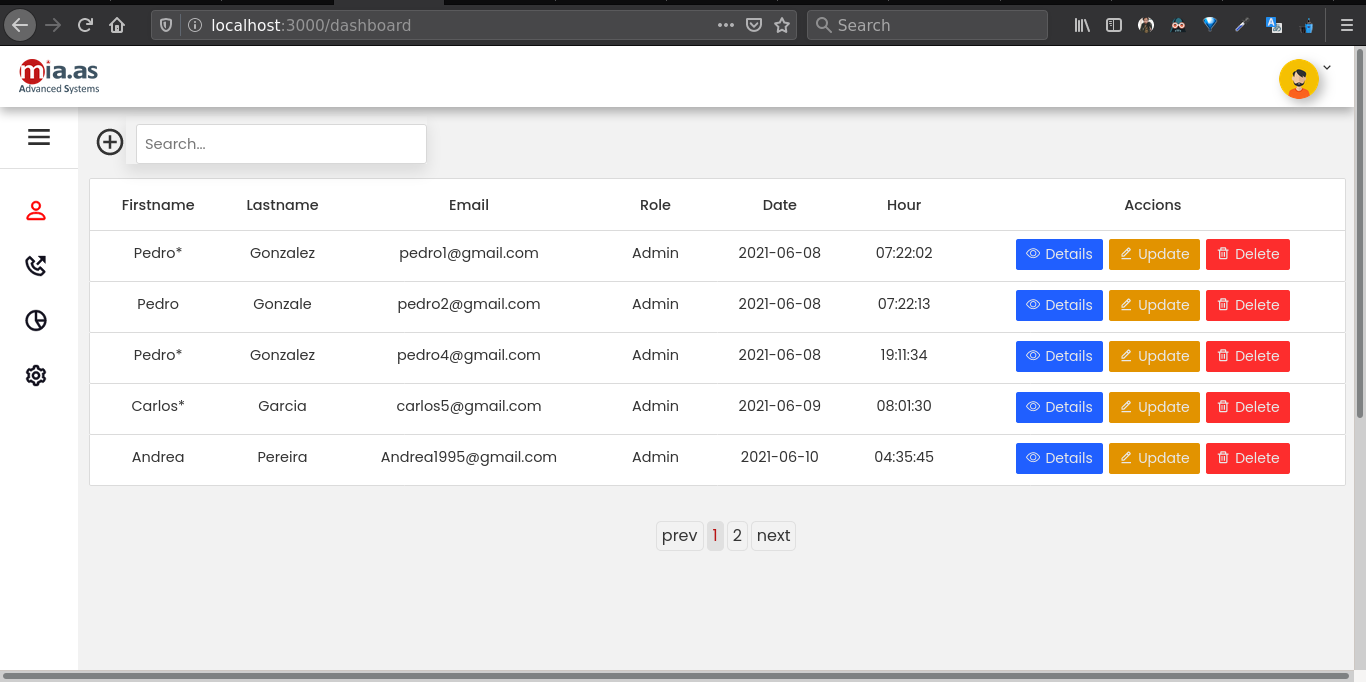 localhost:3000/dashboard
Search
mia.as
Advanced Systems
Search...
Firstname Lastname Email Role Date Hour Accions
Pedro* Gonzalez pedro1@gmail.com Admin 2021-06-08 07:22:02 Details Update Delete
Pedro Gonzale pedro2@gmail.com Admin 2021-06-08 07:22:13 Details Update Delete
Pedro* Gonzalez pedro4@gmail.com Admin 2021-06-08 19:11:34 Details Update Delete
Carlos* Garcia carlos5@gmail.com Admin 2021-06-09 08:01:30 Details Update Delete
Andrea Pereira Andrea1995@gmail.com Admin 2021-06-10 04:35:45 Details Update Delete
prev 1 2 next